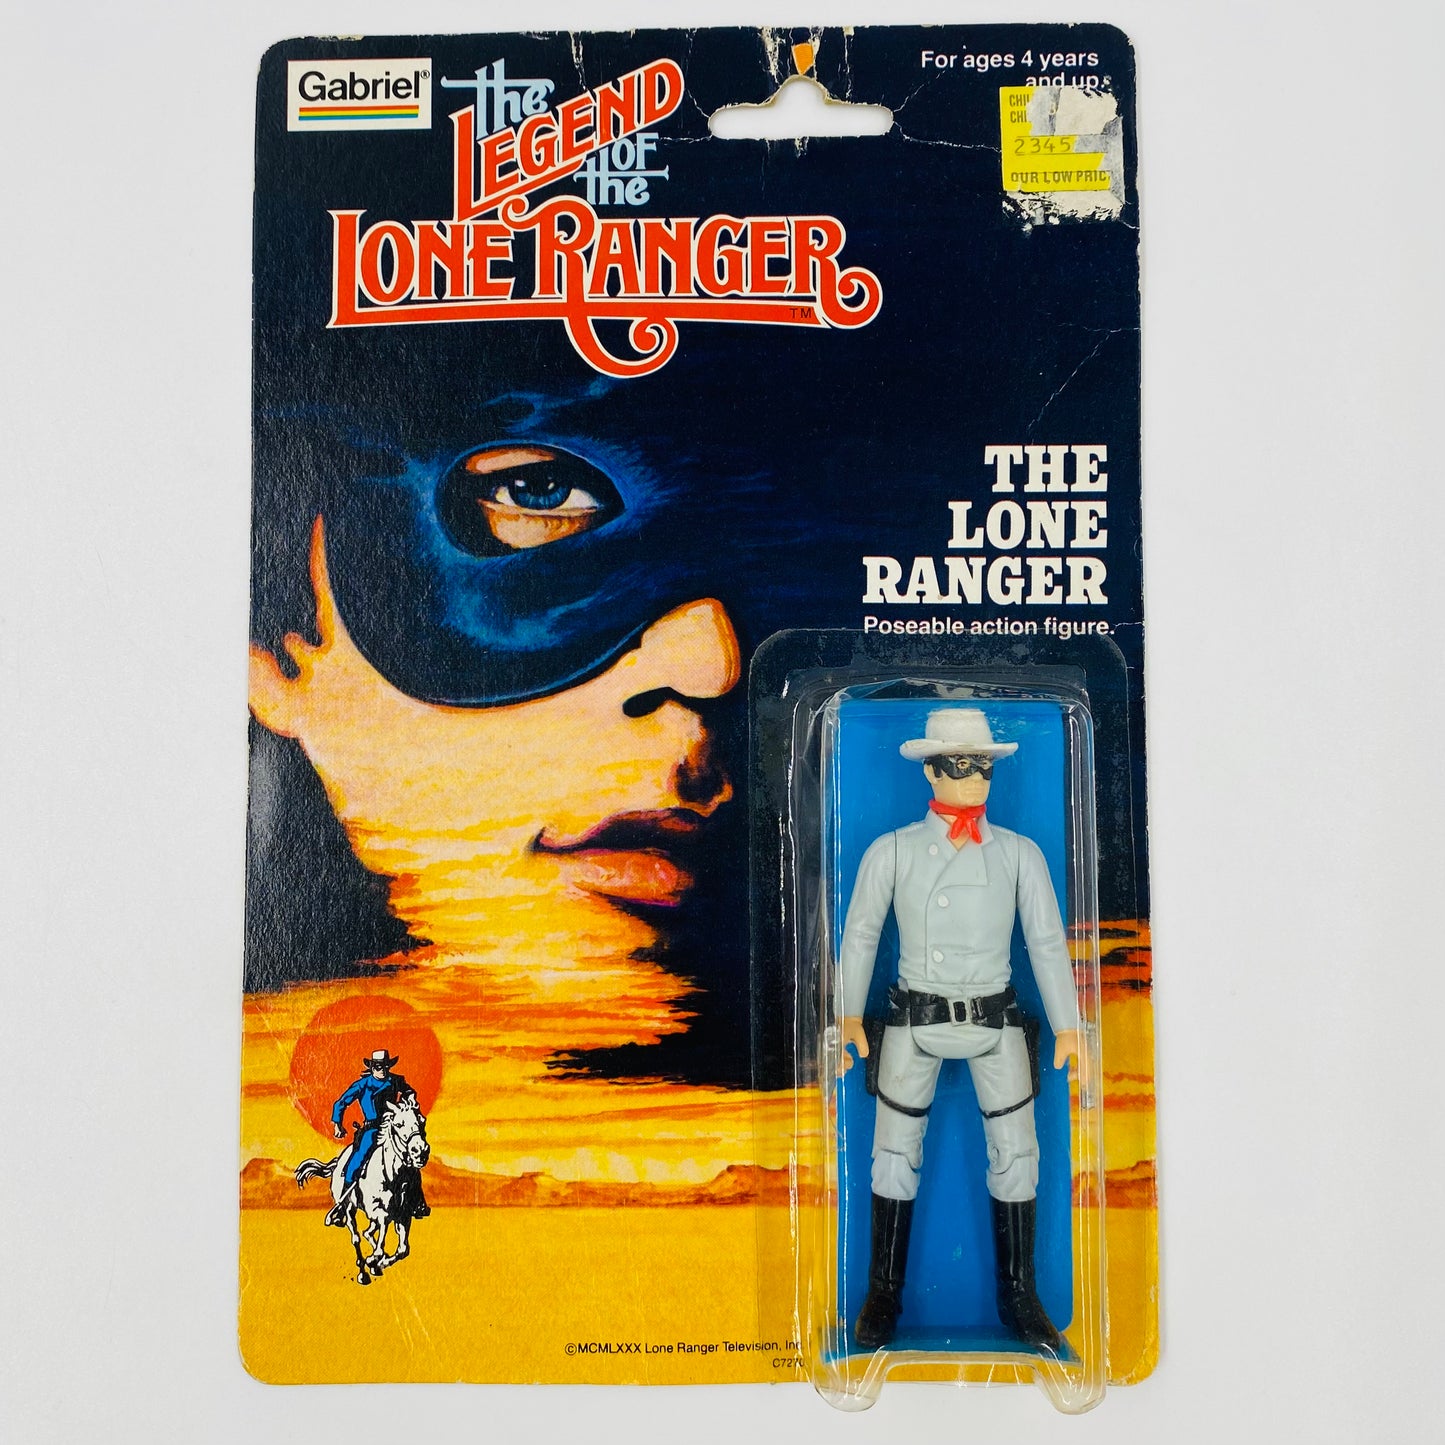 Gabriel®
the
LEGEND
OF
the
LONE RANGER
TM
For ages 4 years
and up.
2345
OUR LOW PRIC
THE
LONE
RANGER
Poseable action figure.
©MCMLXXX Lone Ranger Television, Inc.